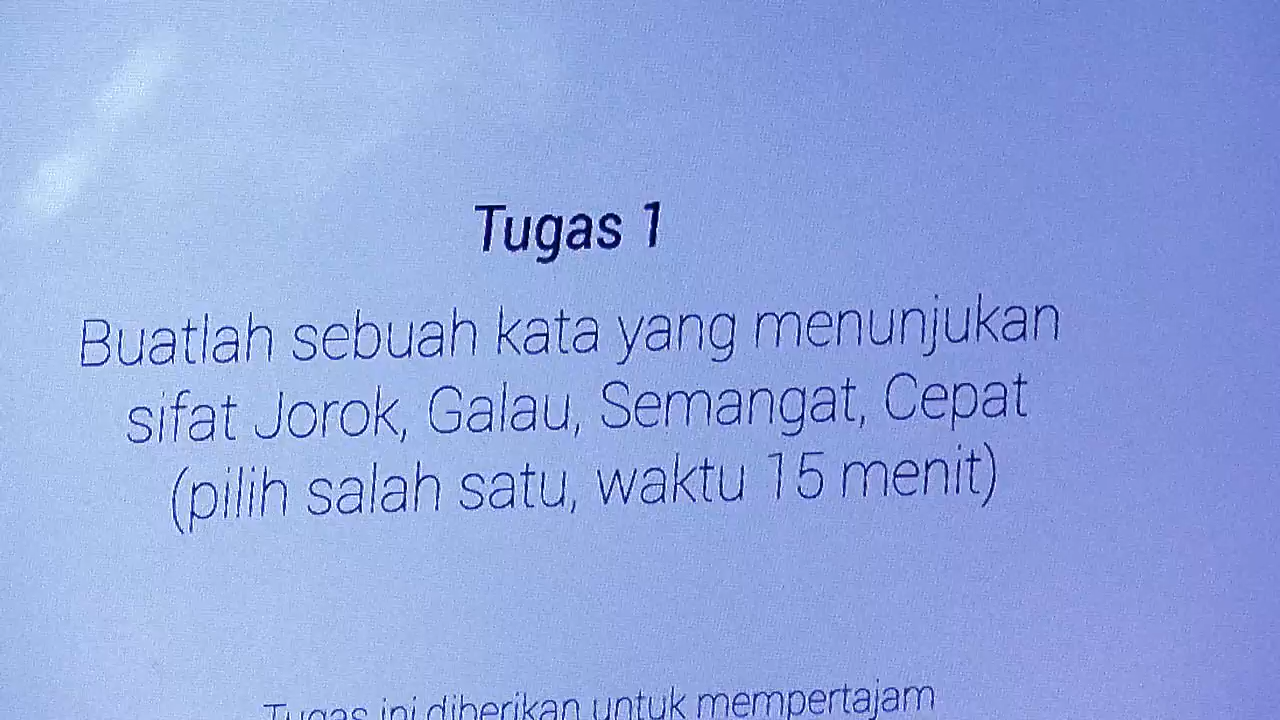 Tugas 1
Buatlah sebuah kata yang menunjukan
sifat Jorok, Galau, Semangat, Cepat
(pilih salah satu, waktu 15 menit)
Tugas ini diberikan untuk mempertajam